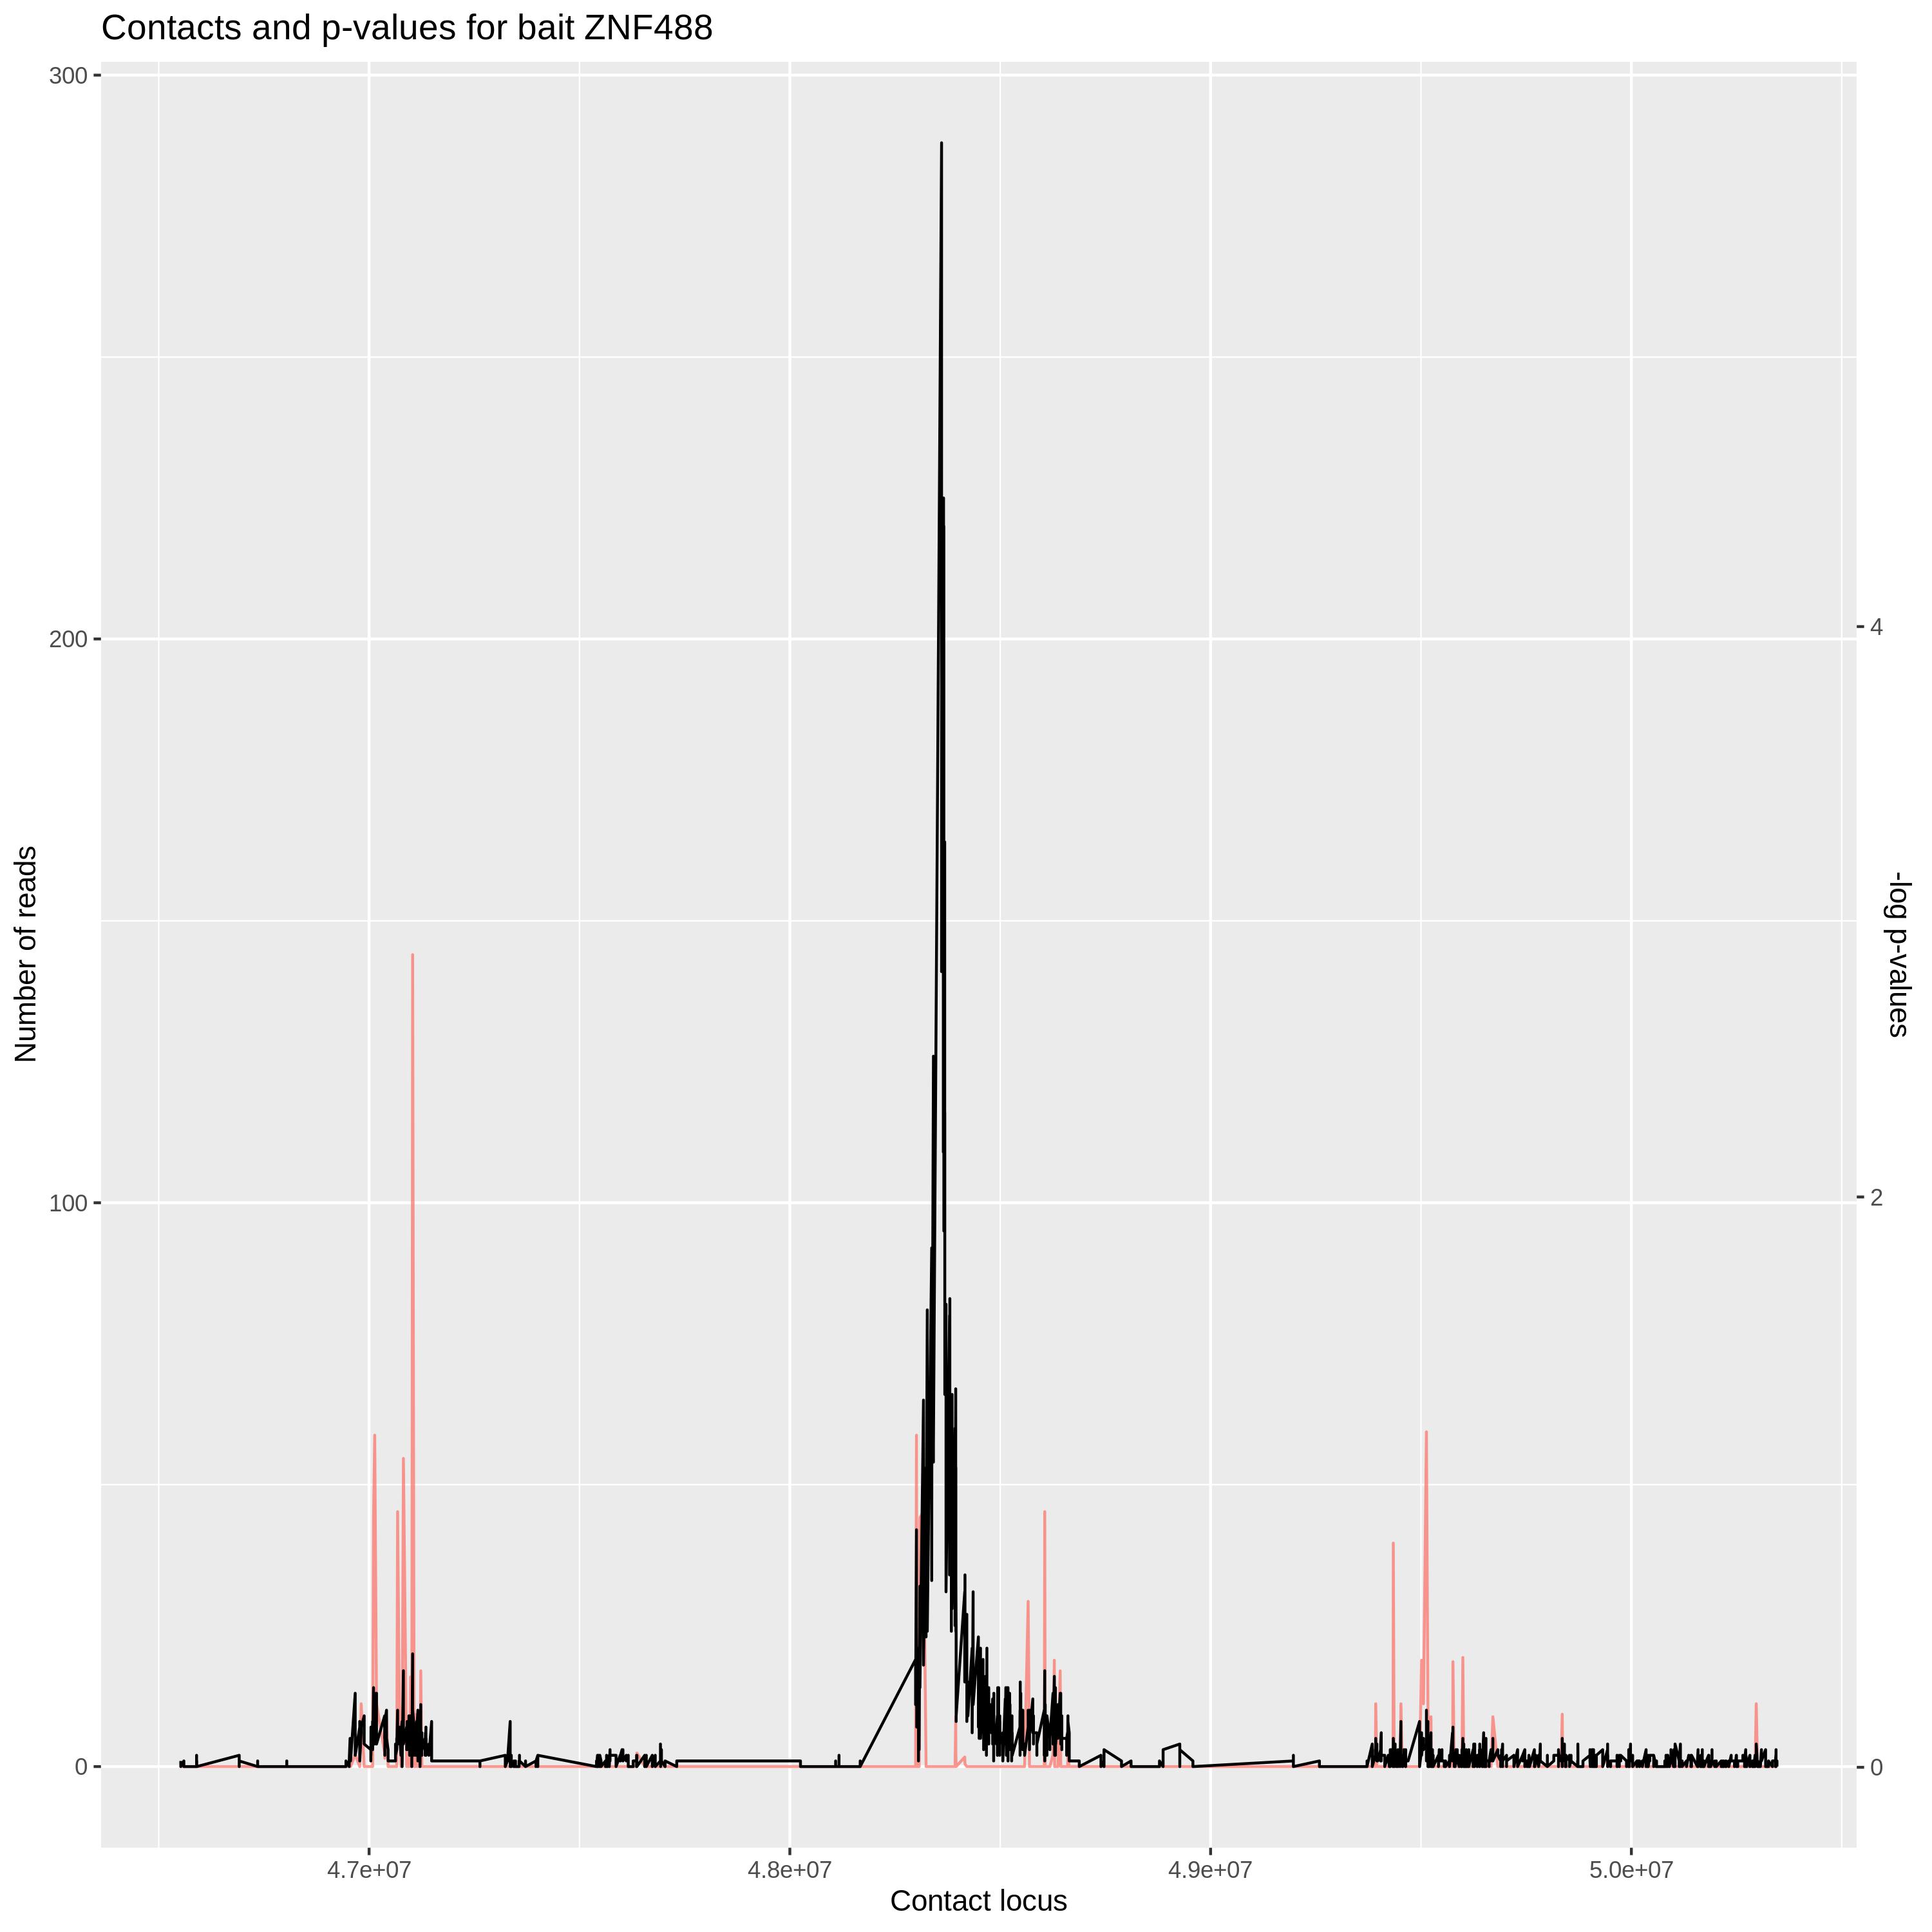 Contacts and p-values for bait ZNF488
300
200
100
0
Number of reads
4
2
0
-log p-values
4.7e+07
4.8e+07
4.9e+07
5.0e+07
Contact locus